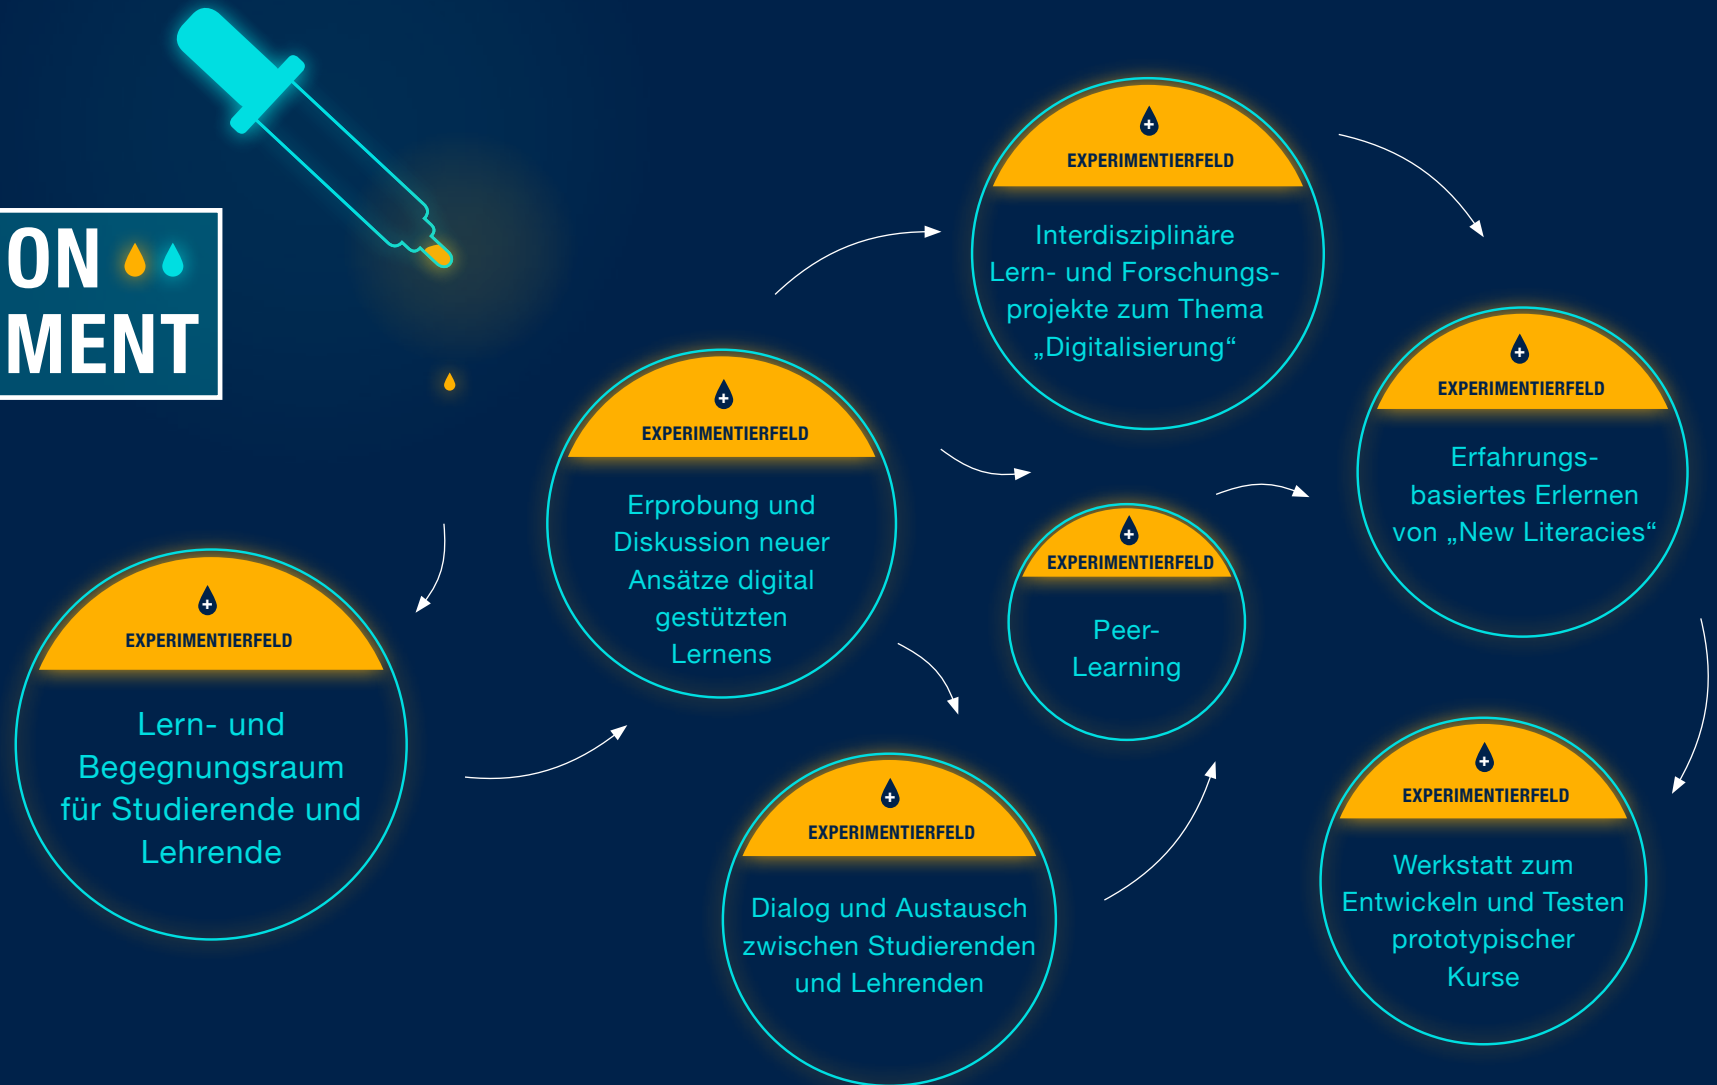 ON
MENT
EXPERIMENTIERFELD
Lern- und
Begegnungsraum
für Studierende und
Lehrende
EXPERIMENTIERFELD
Erprobung und
Diskussion neuer
Ansätze digital
gestützten
Lernens
EXPERIMENTIERFELD
Interdisziplinäre
Lern- und Forschungs-
projekte zum Thema
„Digitalisierung“
EXPERIMENTIERFELD
Peer-
Learning
EXPERIMENTIERFELD
Dialog und Austausch
zwischen Studierenden
und Lehrenden
EXPERIMENTIERFELD
Erfahrungs-
basiertes Erlernen
von „New Literacies“
EXPERIMENTIERFELD
Werkstatt zum
Entwickeln und Testen
prototypischer
Kurse